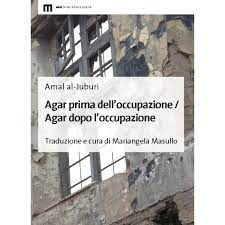 Amal al-Juburi
Agar prima dell'occupazione /
Agar dopo l'occupazione
Traduzione e cura di Mariangela Masullo